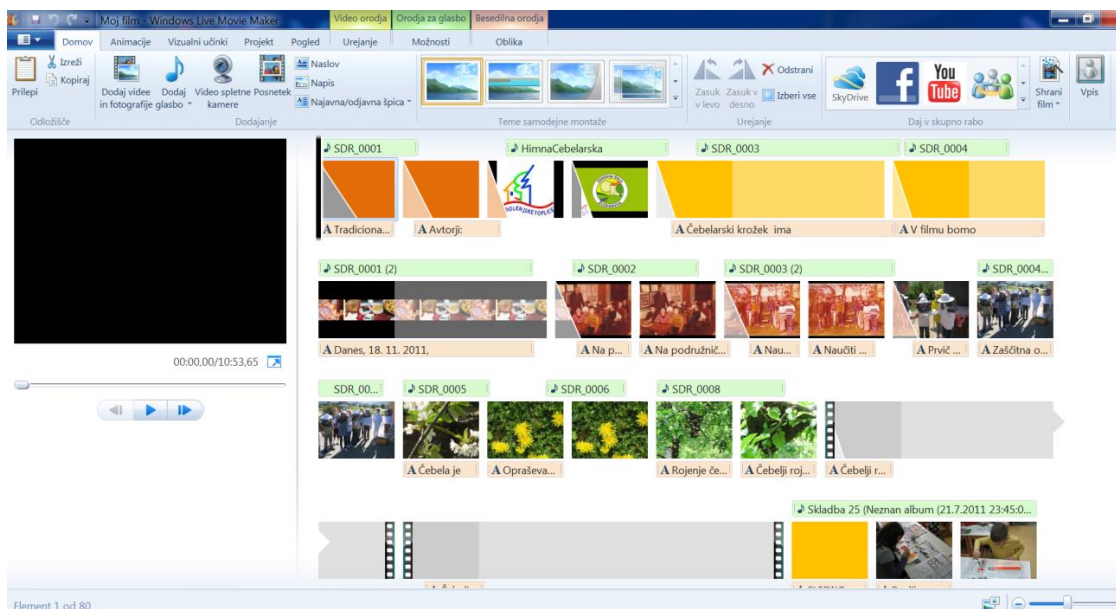 Moj film - Windows Live Movie Maker
Video orodja
Orodja za glasbo
Besedilna orodja
Domov
Animacije
Vizualni učinki
Projekt
Pogled
Urejanje
Možnosti
Oblika
Prilepi
Izreži
Kopiraj
Odložišče
Dodaj videe in fotografije
Dodaj glasbo
Video spletne kamere
Posnetek
Naslov
Napis
Najavna/odjavna špica
Dodajanje
Teme samodejne montaže
Zasuk v levo
Zasuk v desno
Odstrani
Izberi vse
Urejanje
SkyDrive
f
You Tube
Daj v skupno rabo
Shrani film
Vpis
00:00,00/10:53,65
SDR_0001
HimnaCebelarska
SDR_0003
SDR_0004
DOLENJSKE TOPLICE
A Tradiciona...
A Avtorji:
A Čebelarski krožek ima
A V filmu bomo
SDR_0001 (2)
SDR_0002
SDR_0003 (2)
SDR_0004...
A Danes, 18. 11. 2011,
A Na p...
A Na podružnič...
A Nau...
A Naučiti ...
A Prvič ...
A Zaščitna o...
SDR_00...
SDR_0005
SDR_0006
SDR_0008
A Čebela je
A Opraševa...
A Rojenje če...
A Čebelji roj...
A Čebelji r...
Skladba 25 (Neznan album (21.7.2011 23:45:0...
Element 1 od 80